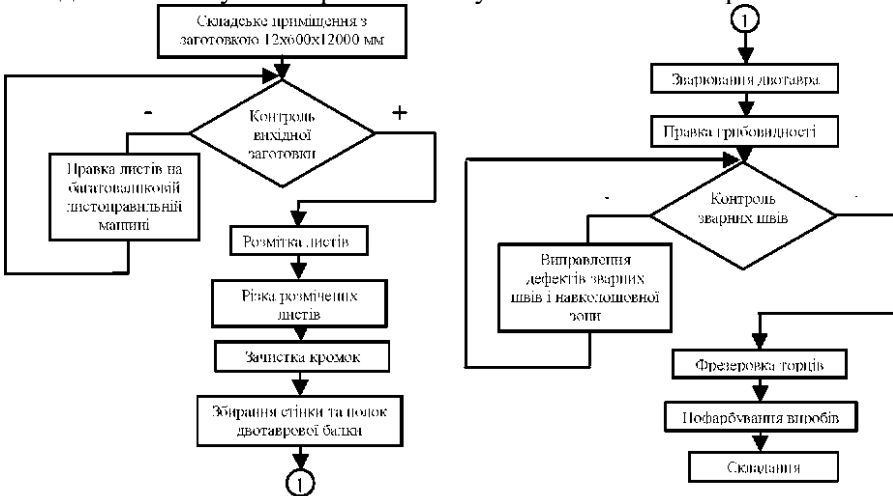 Складське приміщення з
заготовкою 12х600х12000 мм
-
Контроль
вихідної
заготовки
+
Правка листів на
багатоваликовій
листоправильній
машині
Розмітка листів
Різка розмічених
листів
Зачистка кромок
Збирання стінки та полок
двотаврової балки
1
1
Зварювання двотавра
Правка грибовидності
Контроль
зварних швів
-
-
Виправлення
дефектів зварних
швів і навколошовної
зони
Фрезеровка торців
Пофарбування виробів
Складання